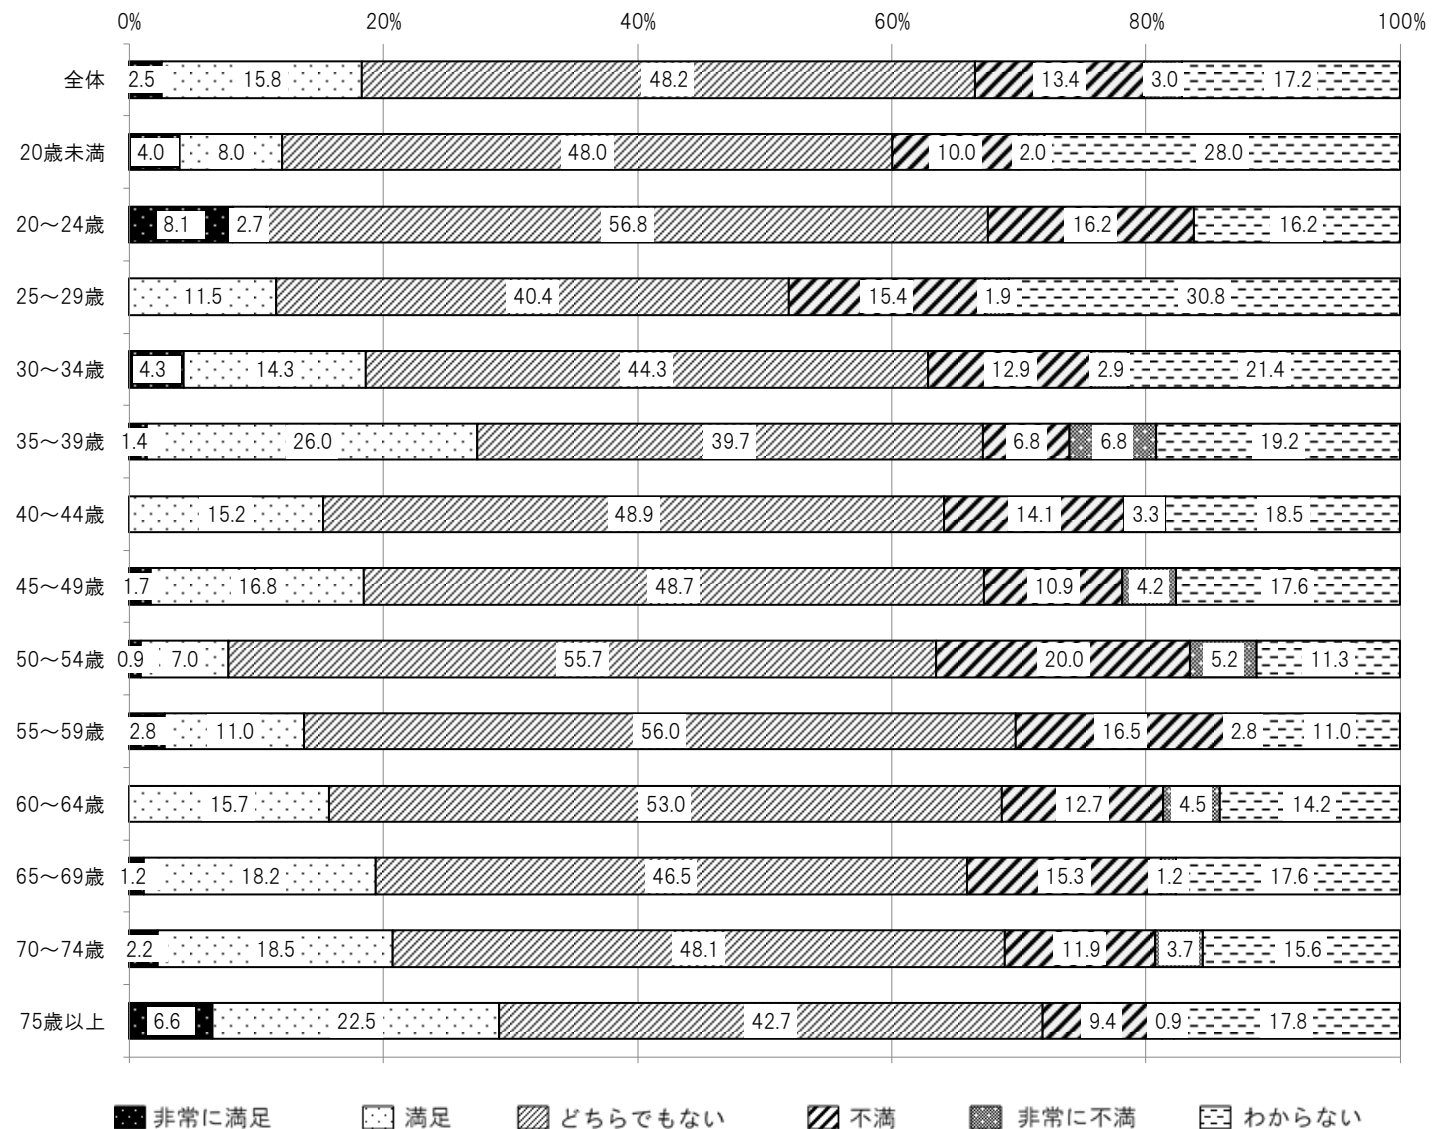 0% 20% 40% 60% 80% 100%
全体 2.5 15.8 48.2 13.4 3.0 17.2
20歳未満 4.0 8.0 48.0 10.0 2.0 28.0
20～24歳 8.1 2.7 56.8 16.2 16.2
25～29歳 11.5 40.4 15.4 1.9 30.8
30～34歳 4.3 14.3 44.3 12.9 2.9 21.4
35～39歳 1.4 26.0 39.7 6.8 6.8 19.2
40～44歳 15.2 48.9 14.1 3.3 18.5
45～49歳 1.7 16.8 48.7 10.9 4.2 17.6
50～54歳 0.9 7.0 55.7 20.0 5.2 11.3
55～59歳 2.8 11.0 56.0 16.5 2.8 11.0
60～64歳 15.7 53.0 12.7 4.5 14.2
65～69歳 1.2 18.2 46.5 15.3 1.2 17.6
70～74歳 2.2 18.5 48.1 11.9 3.7 15.6
75歳以上 6.6 22.5 42.7 9.4 0.9 17.8
非常に満足 満足 どちらでもない 不満 非常に不満 わからない